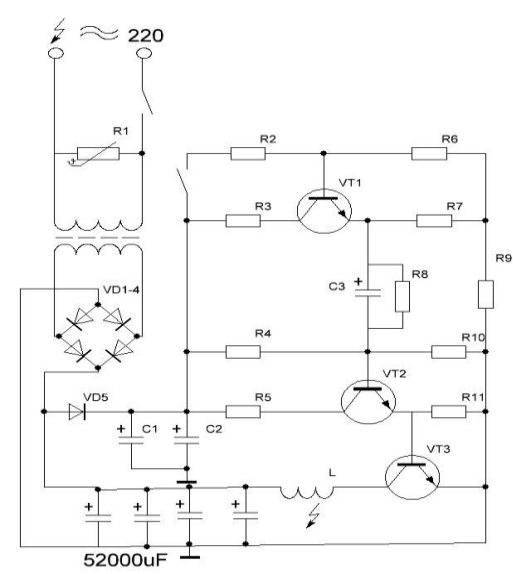 220
R1
R2
R6
VT1
R3
R7
R9
C3
R8
VD1-4
R4
R10
VT2
VD5
R5
R11
C1
C2
VT3
L
52000uF